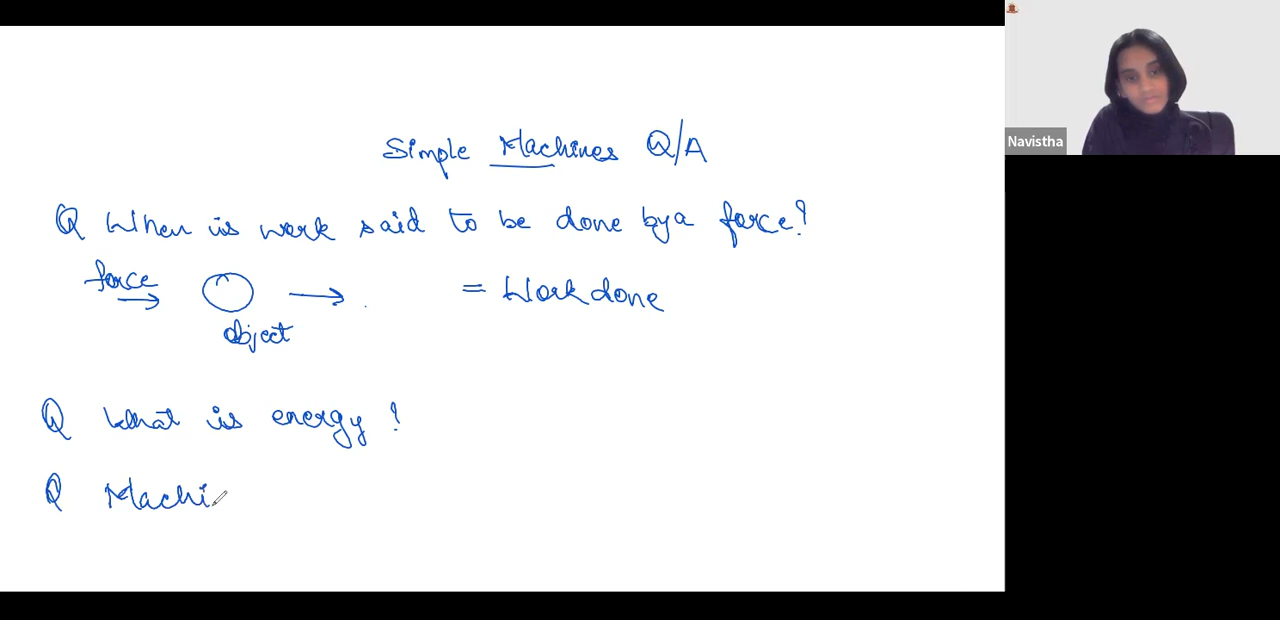 Simple Machines Q/A
Navistha
Q When is work said to be done by a force?
force
= Work done
object
Q What is energy?
Q Machi